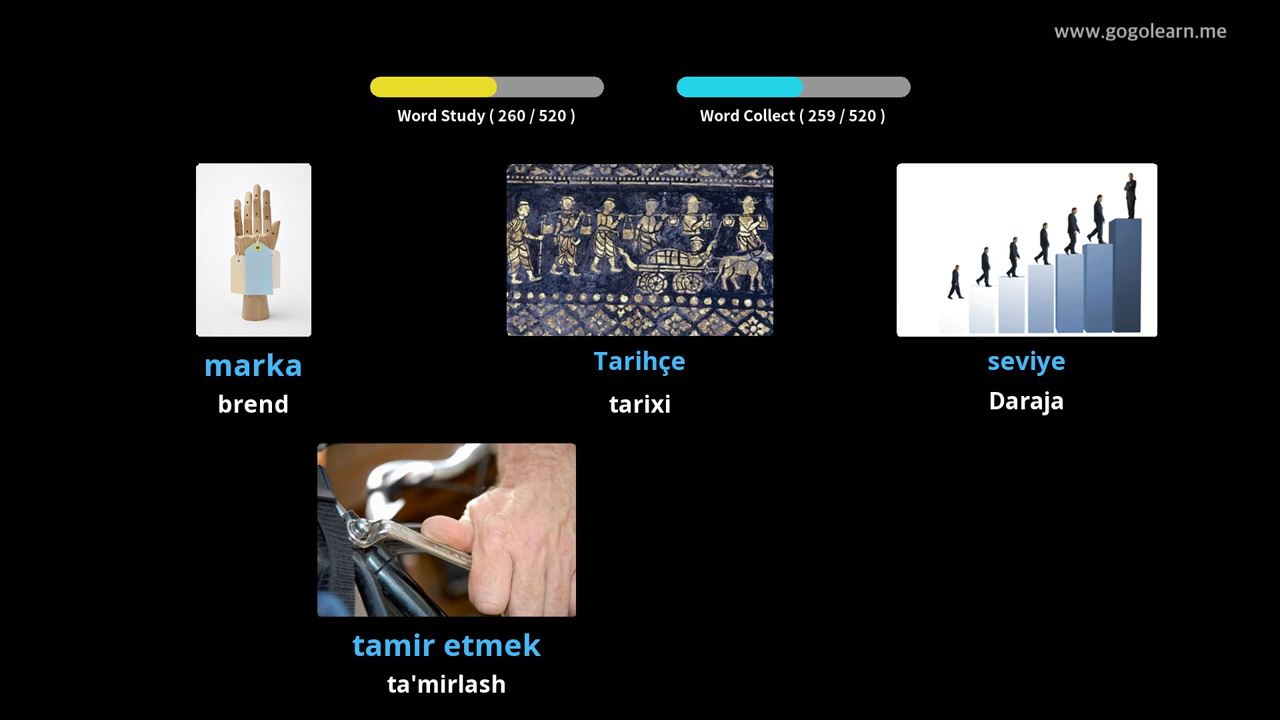 www.gogolearn.me
Word Study ( 260 / 520 )
Word Collect ( 259 / 520 )
marka
brend
Tarihçe
tarixi
seviye
Daraja
tamir etmek
ta'mirlash